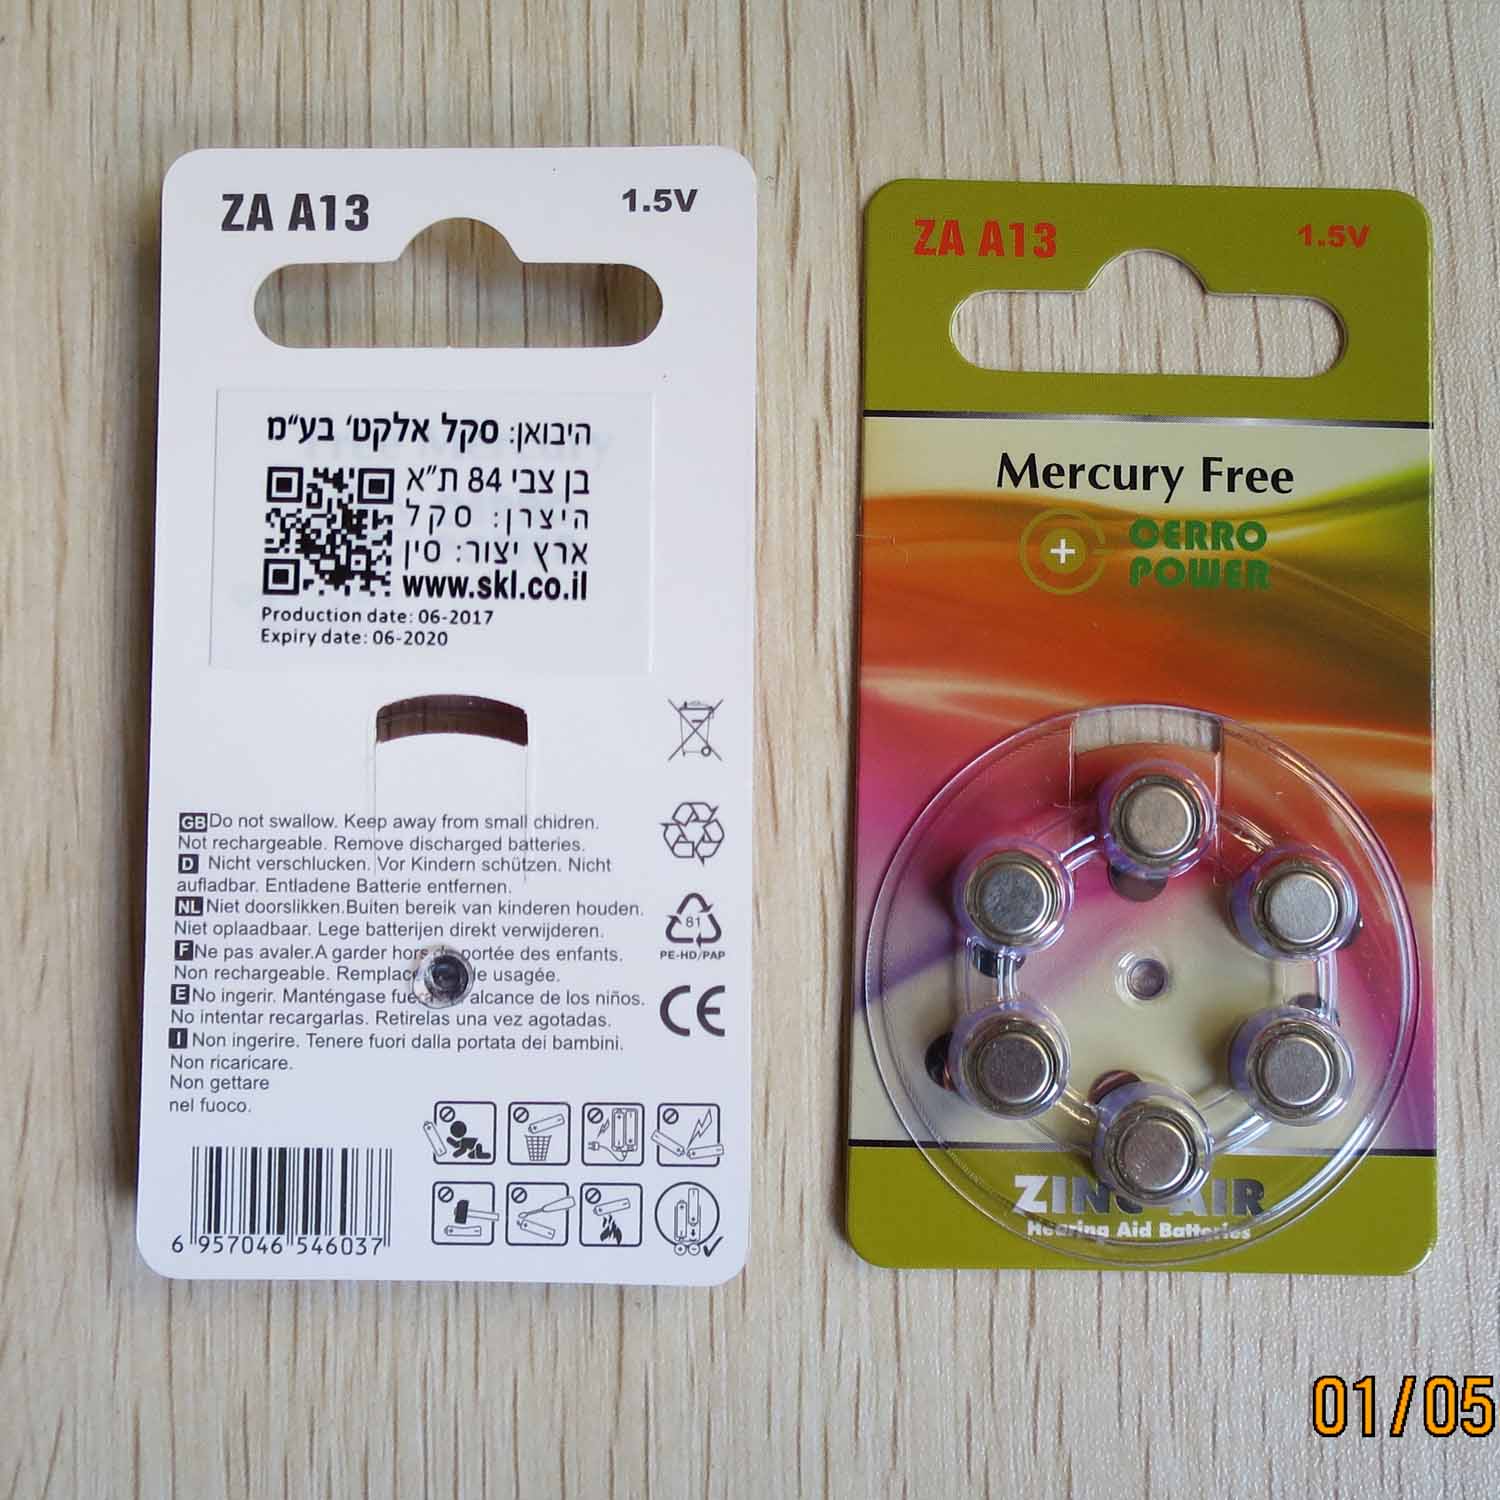 ZA A13
1.5V
היבואן: סקל אלקט׳ בע״מ
בן צבי 84 ת״א
היצרן: סקל
ארץ יצור: סין
www.skl.co.il
Production date: 06-2017
Expiry date: 06-2020
GB Do not swallow. Keep away from small chidren.
Not rechargeable. Remove discharged batteries.
D Nicht verschlucken. Vor Kindern schützen. Nicht
aufladbar. Entladene Batterie entfernen.
NL Niet doorslikken.Buiten bereik van kinderen houden.
Niet oplaadbaar. Lege batterijen direkt verwijderen.
F Ne pas avaler.A garder hors de portée des enfants.
Non rechargeable. Remplac le usagée.
E No ingerir. Manténgase fuera alcance de los niños.
No intentar recargarlas. Retirelas una vez agotadas.
I Non ingerire. Tenere fuori dalla portata dei bambini.
Non ricaricare.
Non gettare
nel fuoco.
81
PE-HD/PAP
CE
6 957046 546037
ZA A13
1.5V
Mercury Free
CERRO
POWER
ZINC AIR
Hearing Aid Batteries
01/05